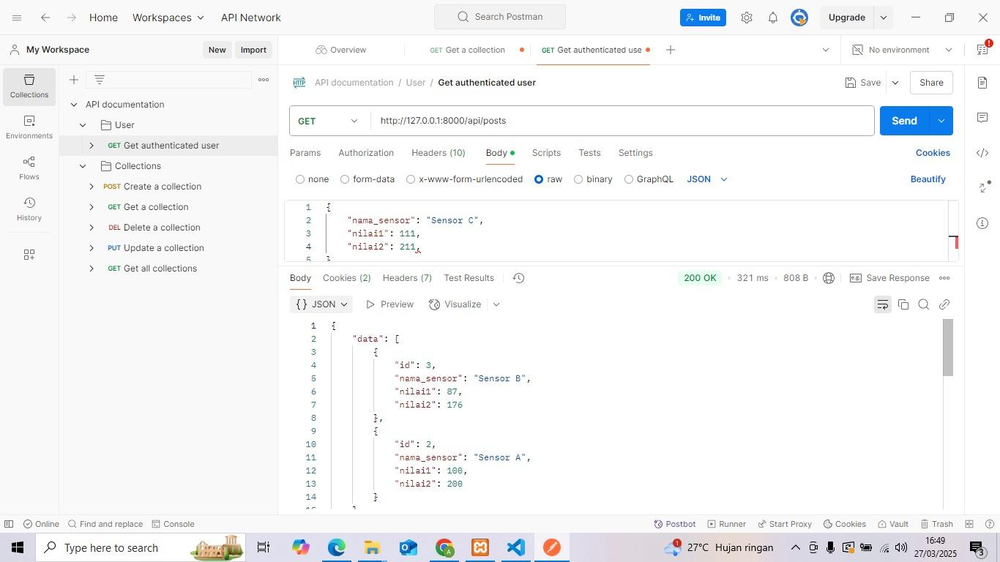 Home Workspaces API Network Search Postman Invite Upgrade
My Workspace New Import Overview GET Get a collection GET Get authenticated use No environment
Collections
Environments
Flows
History
API documentation
User
GET Get authenticated user
Collections
POST Create a collection
GET Get a collection
DEL Delete a collection
PUT Update a collection
GET Get all collections
HTTP API documentation / User / Get authenticated user Save Share
GET http://127.0.0.1:8000/api/posts Send
Params Authorization Headers (10) Body Scripts Tests Settings Cookies
none form-data x-www-form-urlencoded raw binary GraphQL JSON Beautify
1 {
2 "nama_sensor": "Sensor C",
3 "nilai1": 111,
4 "nilai2": 211,
5 }
Body Cookies (2) Headers (7) Test Results 200 OK 321 ms 808 B e.g. Save Response
{} JSON Preview Visualize
1 {
2 "data": [
3 {
4 "id": 3,
5 "nama_sensor": "Sensor B",
6 "nilai1": 87,
7 "nilai2": 176
8 },
9 {
10 "id": 2,
11 "nama_sensor": "Sensor A",
12 "nilai1": 100,
13 "nilai2": 200
14 }
Online Find and replace Console Postbot Runner Start Proxy Cookies Vault Trash
Type here to search 1 27°C Hujan ringan 16:49
27/03/2025 3